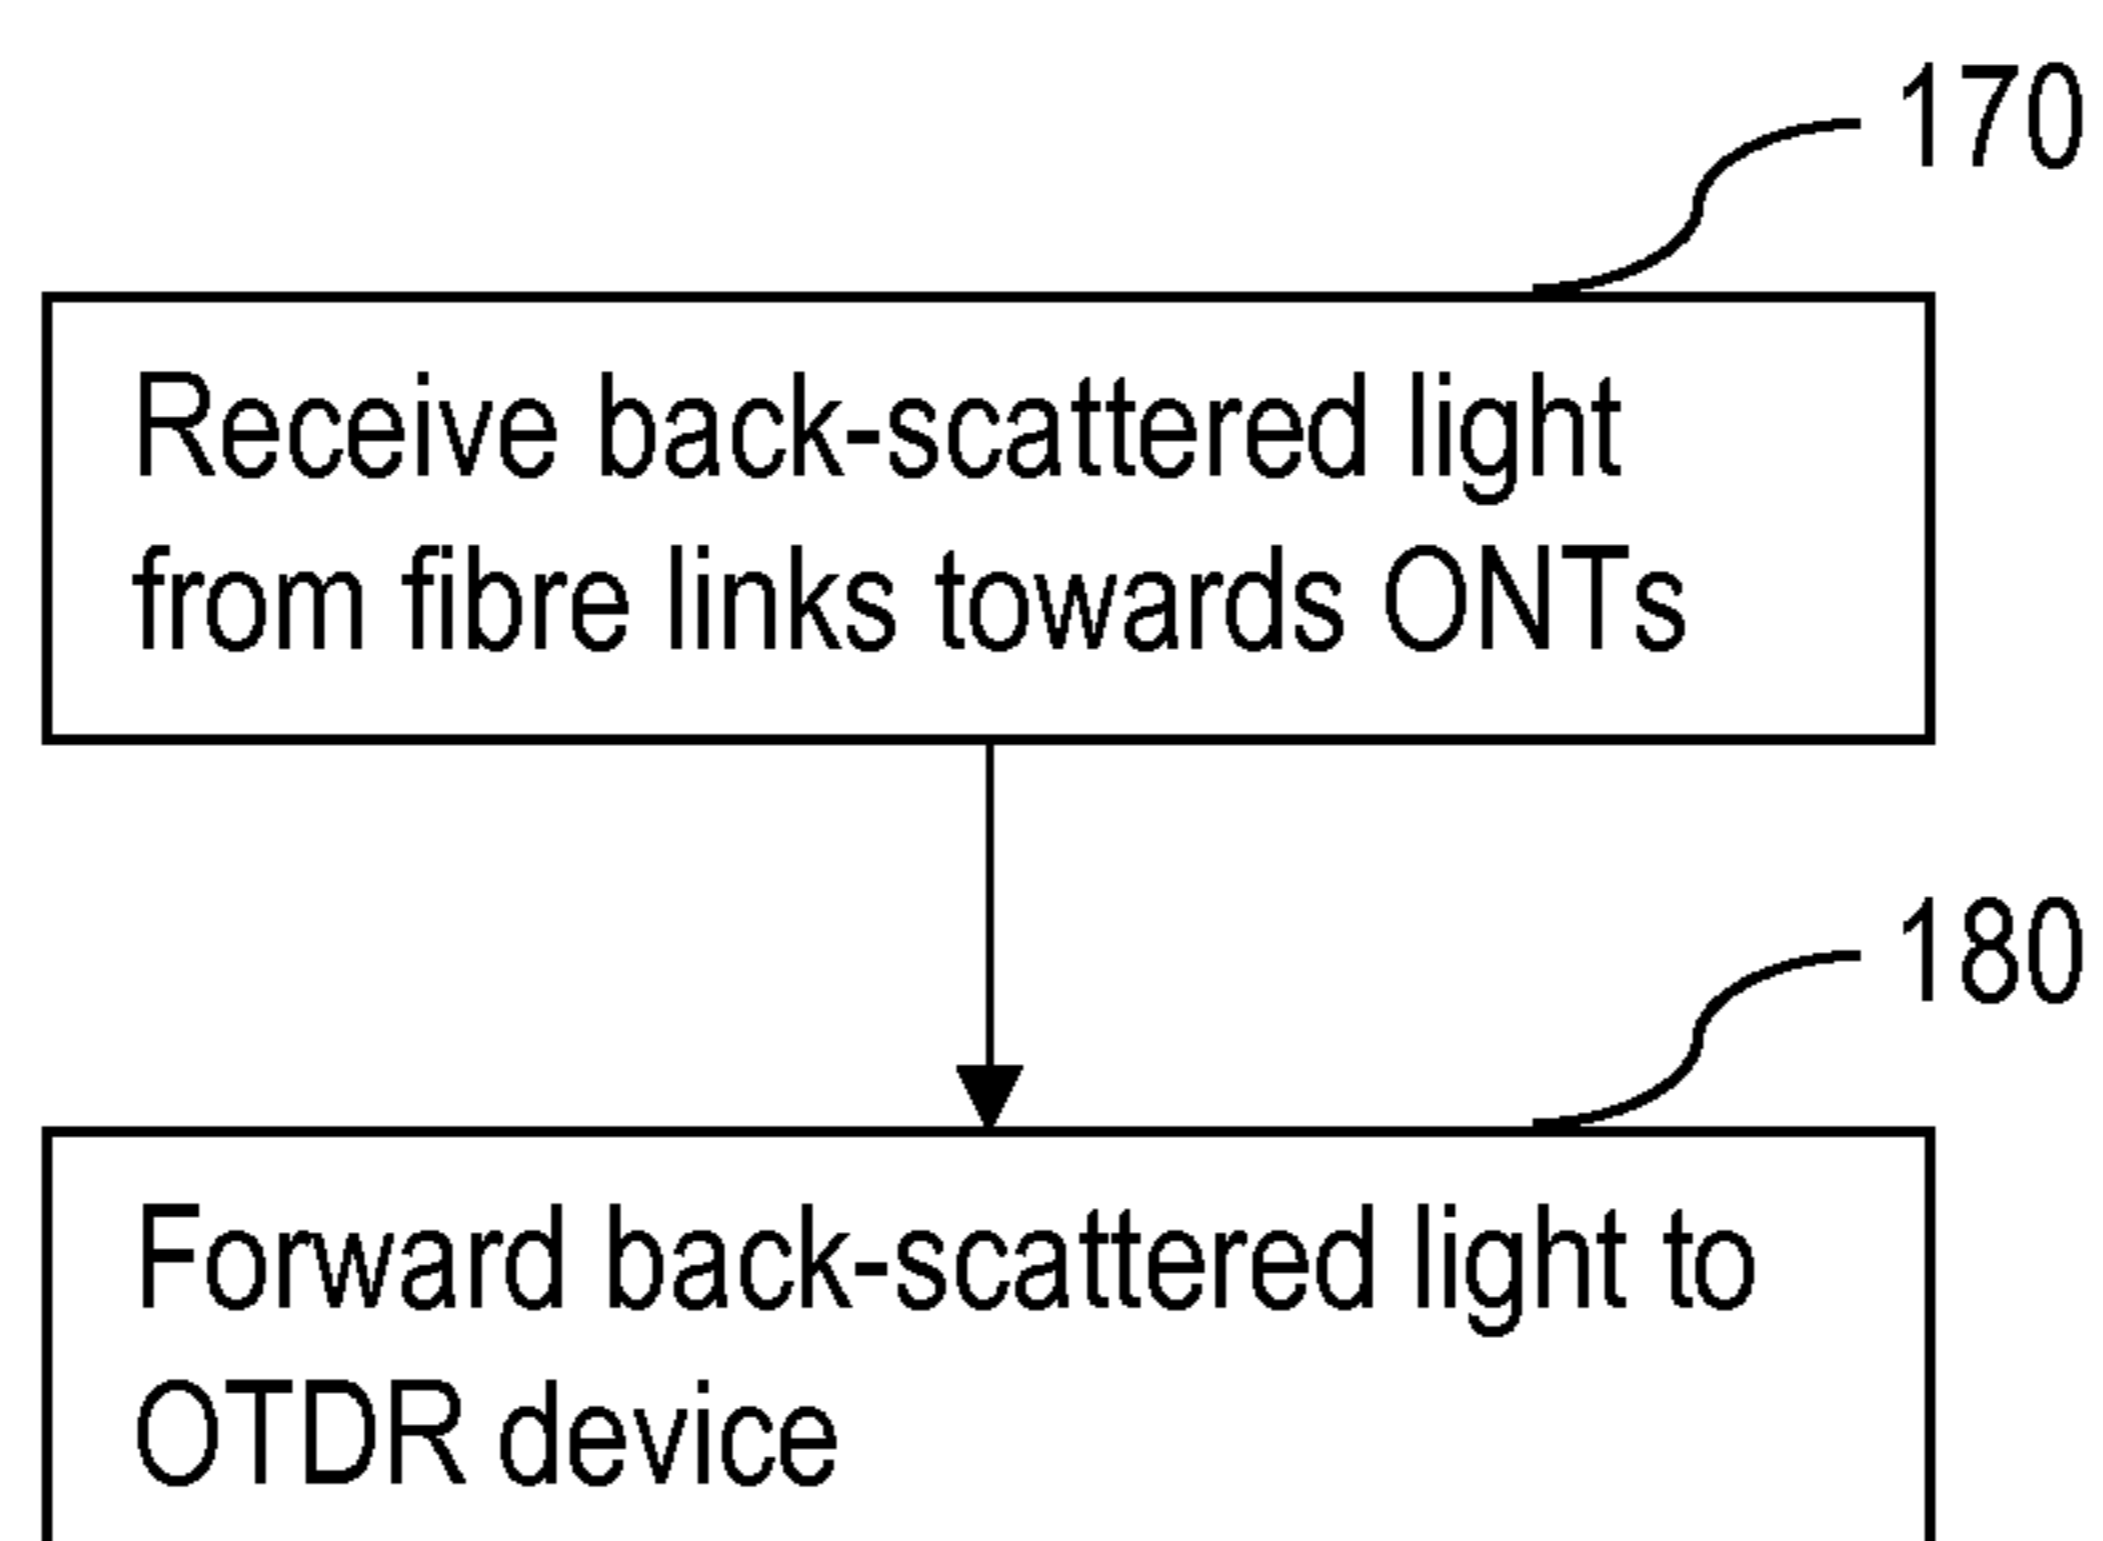 170
Receive back-scattered light
from fibre links towards ONTs
180
Forward back-scattered light to
OTDR device